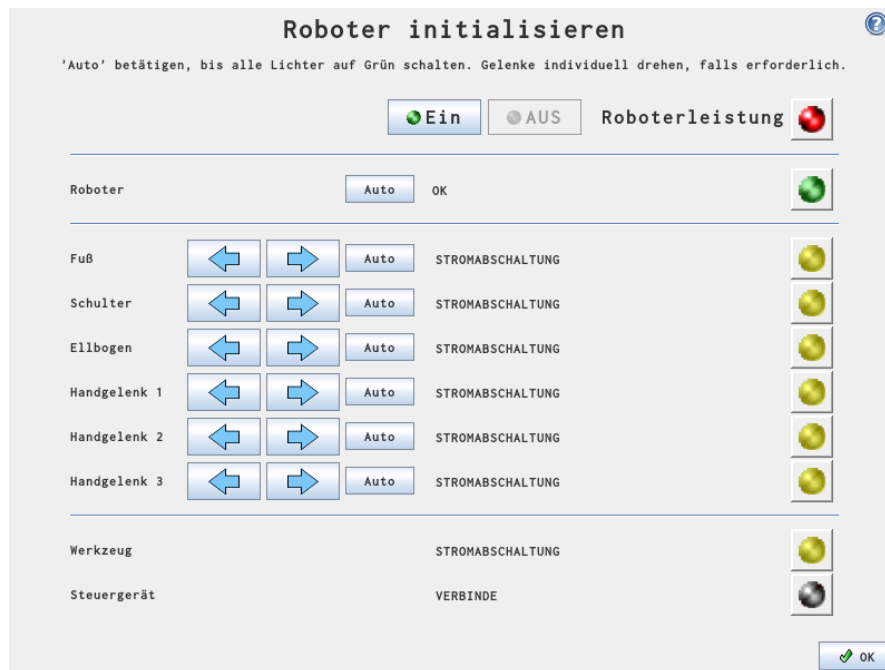 Roboter initialisieren
'Auto' betätigen, bis alle Lichter auf Grün schalten. Gelenke individuell drehen, falls erforderlich.
Ein AUS Roboterleistung
Roboter Auto OK
Fuß Auto STROMABSCHALTUNG
Schulter Auto STROMABSCHALTUNG
Ellbogen Auto STROMABSCHALTUNG
Handgelenk 1 Auto STROMABSCHALTUNG
Handgelenk 2 Auto STROMABSCHALTUNG
Handgelenk 3 Auto STROMABSCHALTUNG
Werkzeug STROMABSCHALTUNG
Steuergerät VERBINDE
OK